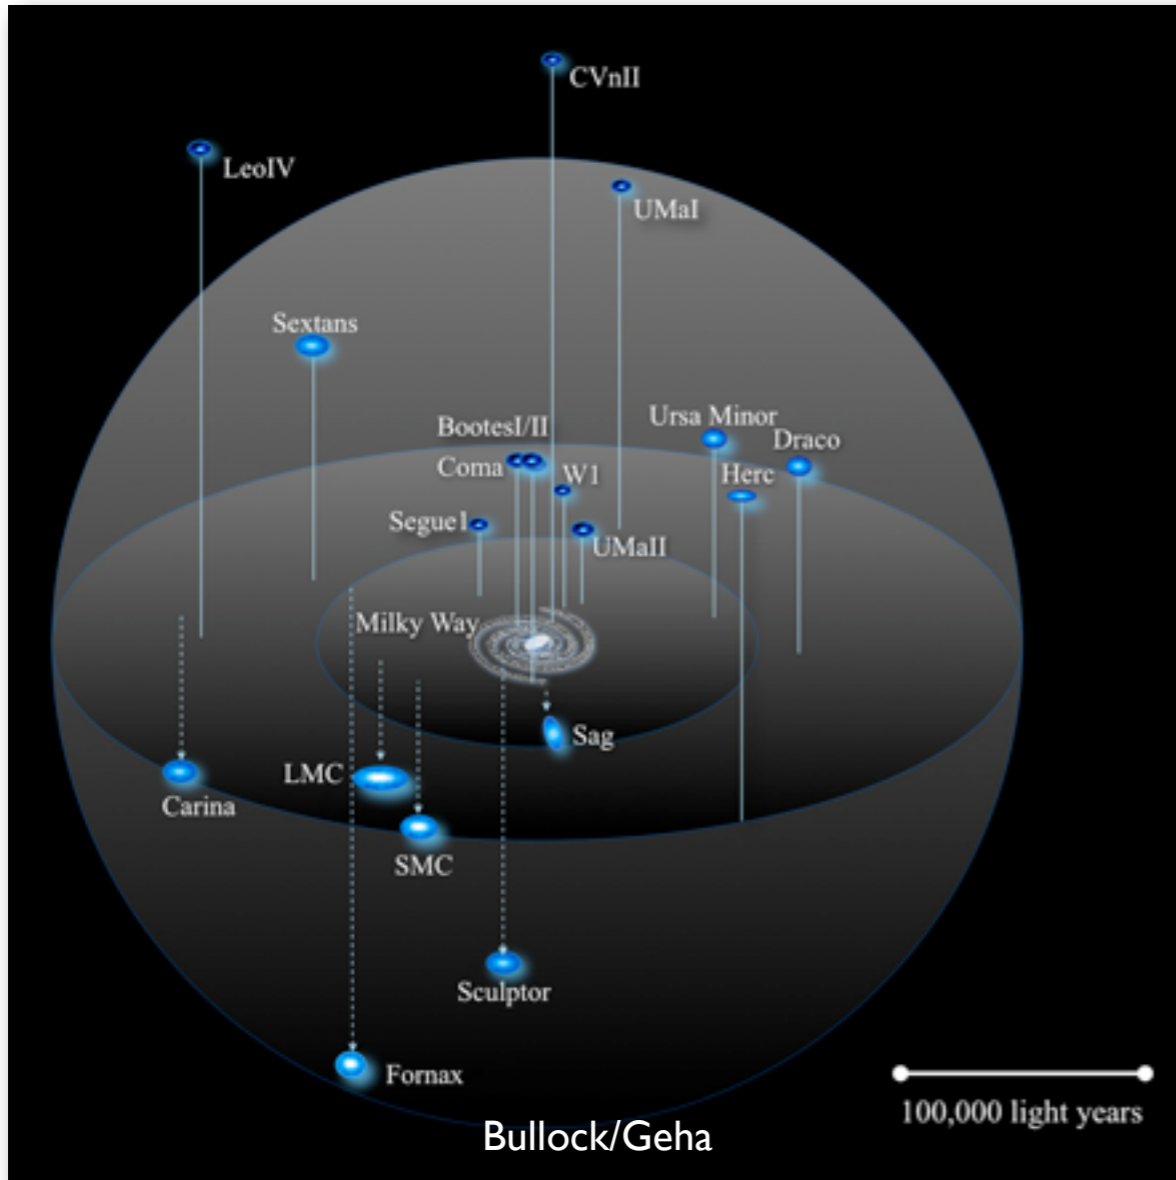 CVnII
LeoIV
UMaI
Sextans
Ursa Minor
BootesI/II
Draco
Coma
W1
Herc
Segue1
UMaII
Milky Way
Sag
LMC
Carina
SMC
Sculptor
Fornax
100,000 light years
Bullock/Geha